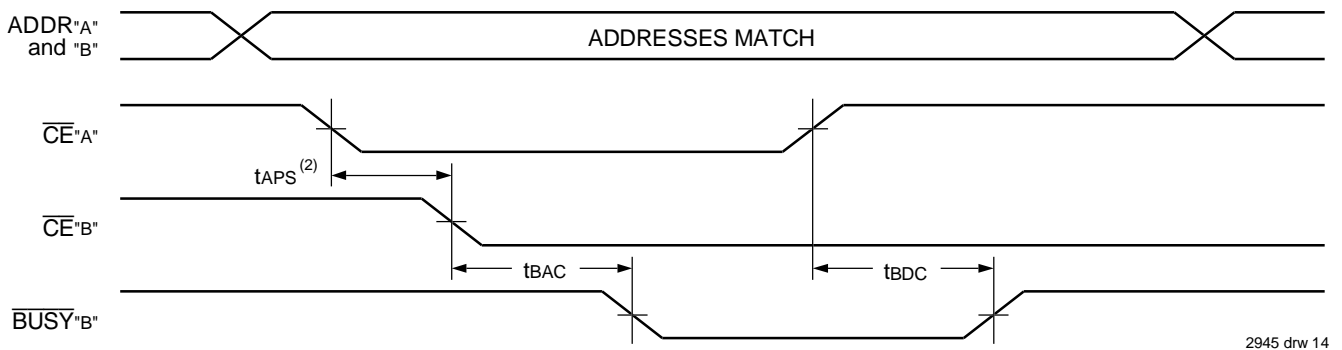 ADDR"A"
and "B"
ADDRESSES MATCH
CE"A"
tAPS(2)
CE"B"
tBAC
tBDC
BUSY"B"
2945 drw 14